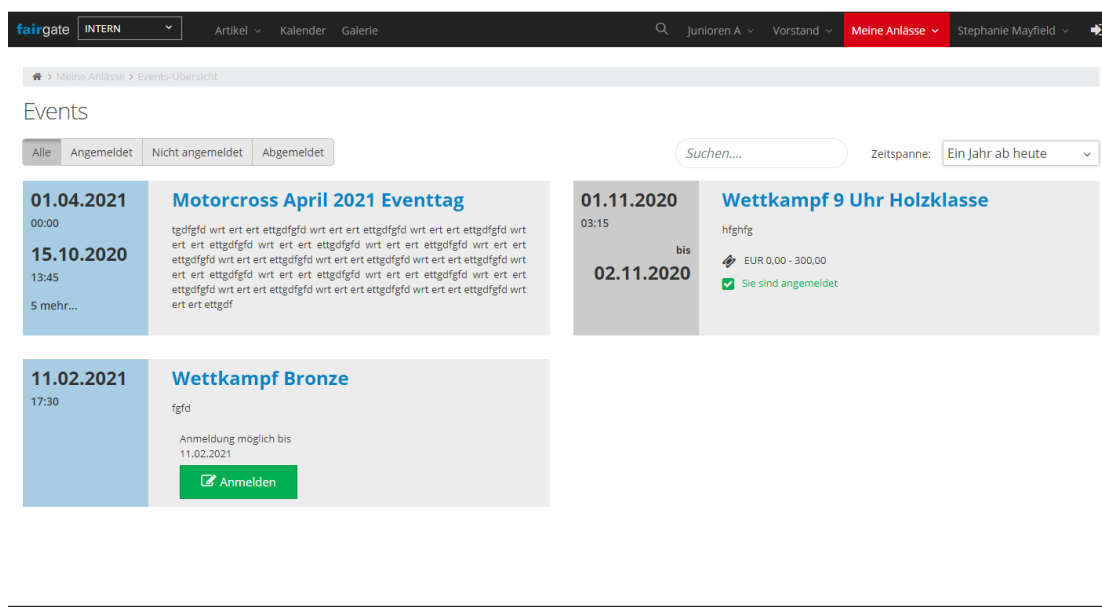 fairgate INTERN Artikel Kalender Galerie Junioren A Vorstand Meine Anlässe Stephanie Mayfield
Meine Anlässe > Events-Übersicht
Events
Alle Angemeldet Nicht angemeldet Abgemeldet Suchen.... Zeitspanne: Ein Jahr ab heute
01.04.2021
00:00
15.10.2020
13:45
5 mehr...
Motorcross April 2021 Eventtag
tgdfgfd wrt ert ert ettgdfgfd wrt ert ert ettgdfgfd wrt ert ert ettgdfgfd wrt
ert ert ettgdfgfd wrt ert ert ettgdfgfd wrt ert ert ettgdfgfd wrt ert ert
ettgdfgfd wrt ert ert ettgdfgfd wrt ert ert ettgdfgfd wrt ert ert ettgdfgfd wrt
ert ert ettgdfgfd wrt ert ert ettgdfgfd wrt ert ert ettgdfgfd wrt ert ert
ettgdfgfd wrt ert ert ettgdfgfd wrt ert ert ettgdfgfd wrt ert ert ettgdfgfd wrt
ert ert ettgdf
01.11.2020
03:15
bis
02.11.2020
Wettkampf 9 Uhr Holzklasse
hfghfg
EUR 0,00 - 300,00
Sie sind angemeldet
11.02.2021
17:30
Wettkampf Bronze
fgfd
Anmeldung möglich bis
11.02.2021
Anmelden